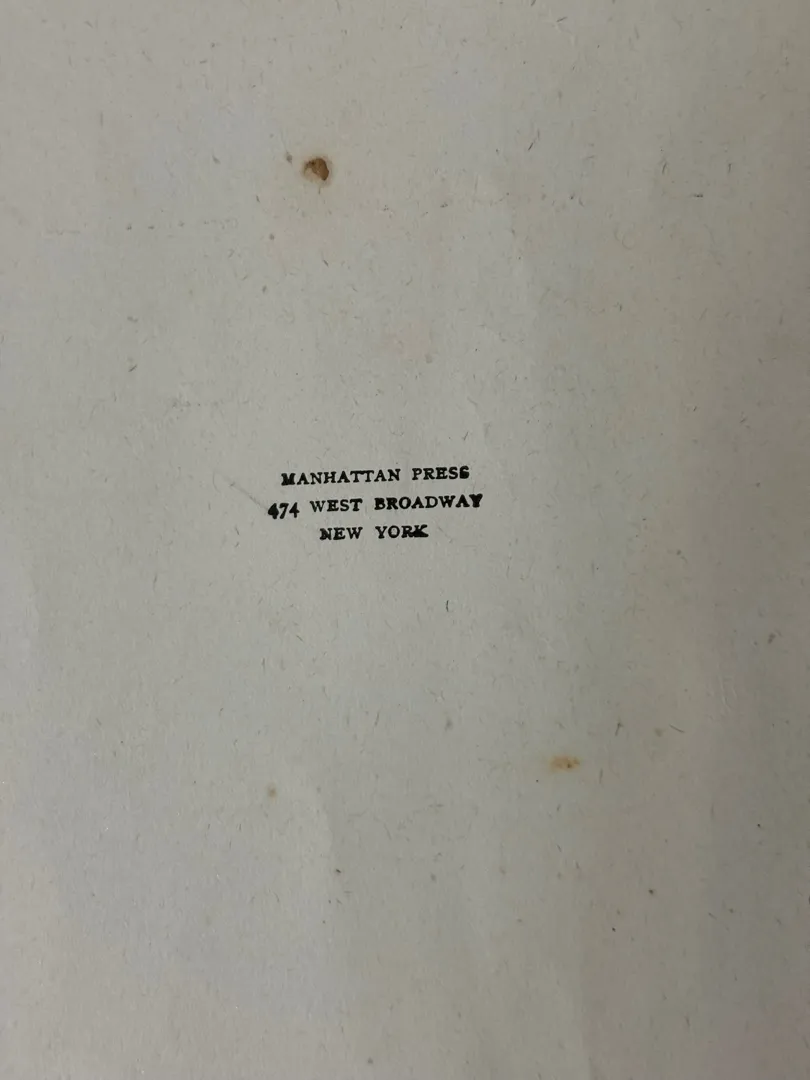 MANHATTAN PRESS
474 WEST BROADWAY
NEW YORK